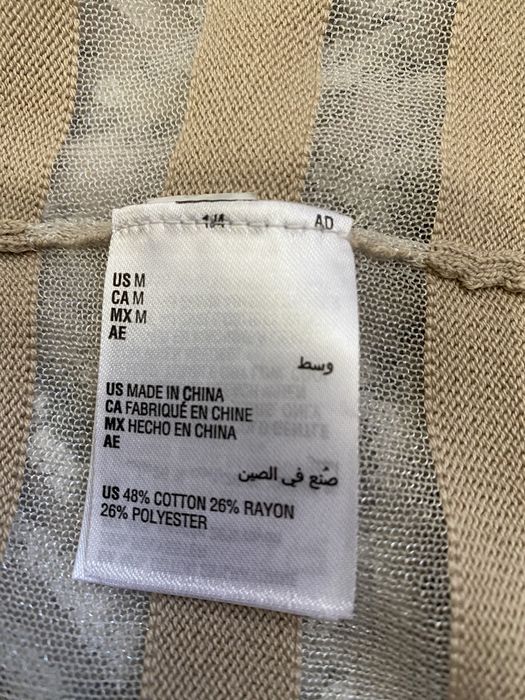 1/4 AD
US M
CA M
MX M
AE
وسط
US MADE IN CHINA
CA FABRIQUÉ EN CHINE
MX HECHO EN CHINA
AE
صُنع في الصين
US 48% COTTON 26% RAYON
26% POLYESTER